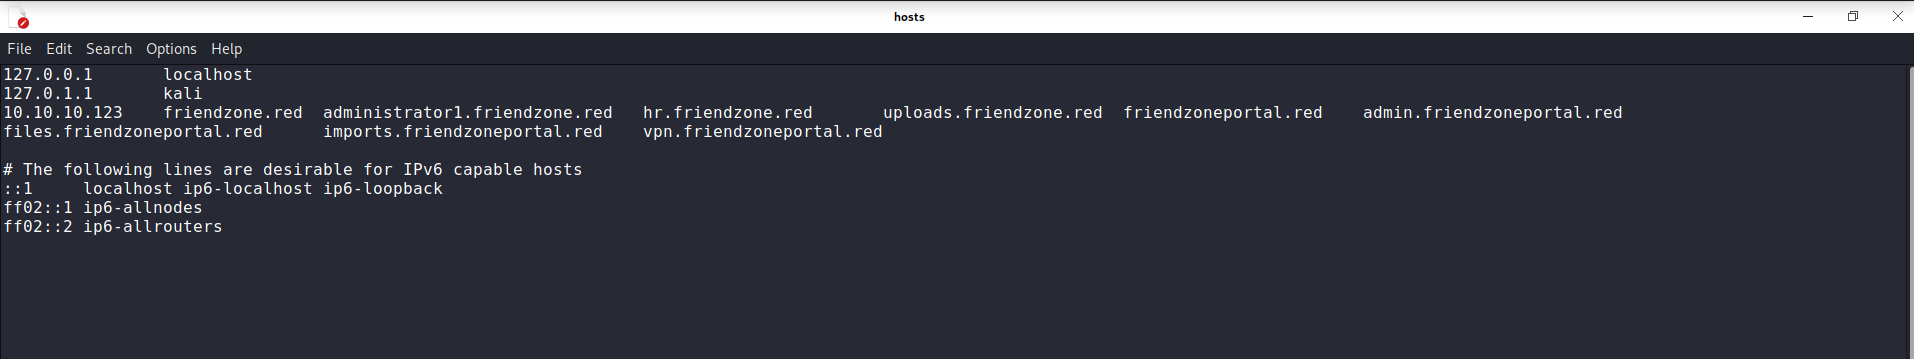 hosts
File Edit Search Options Help
127.0.0.1 localhost
127.0.1.1 kali
10.10.10.123 friendzone.red administrator1.friendzone.red hr.friendzone.red uploads.friendzone.red friendzoneportal.red admin.friendzoneportal.red
files.friendzoneportal.red imports.friendzoneportal.red vpn.friendzoneportal.red
# The following lines are desirable for IPv6 capable hosts
::1 localhost ip6-localhost ip6-loopback
ff02::1 ip6-allnodes
ff02::2 ip6-allrouters